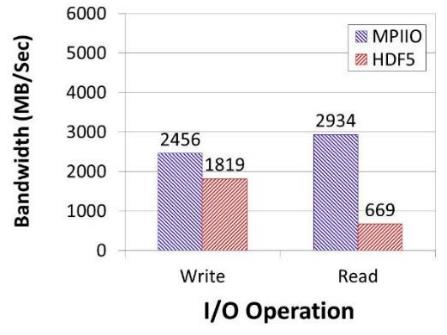 6000
5000
4000
3000
2000
1000
0
Bandwidth (MB/Sec)
MPIIO
HDF5
2456
1819
2934
669
Write
Read
I/O Operation